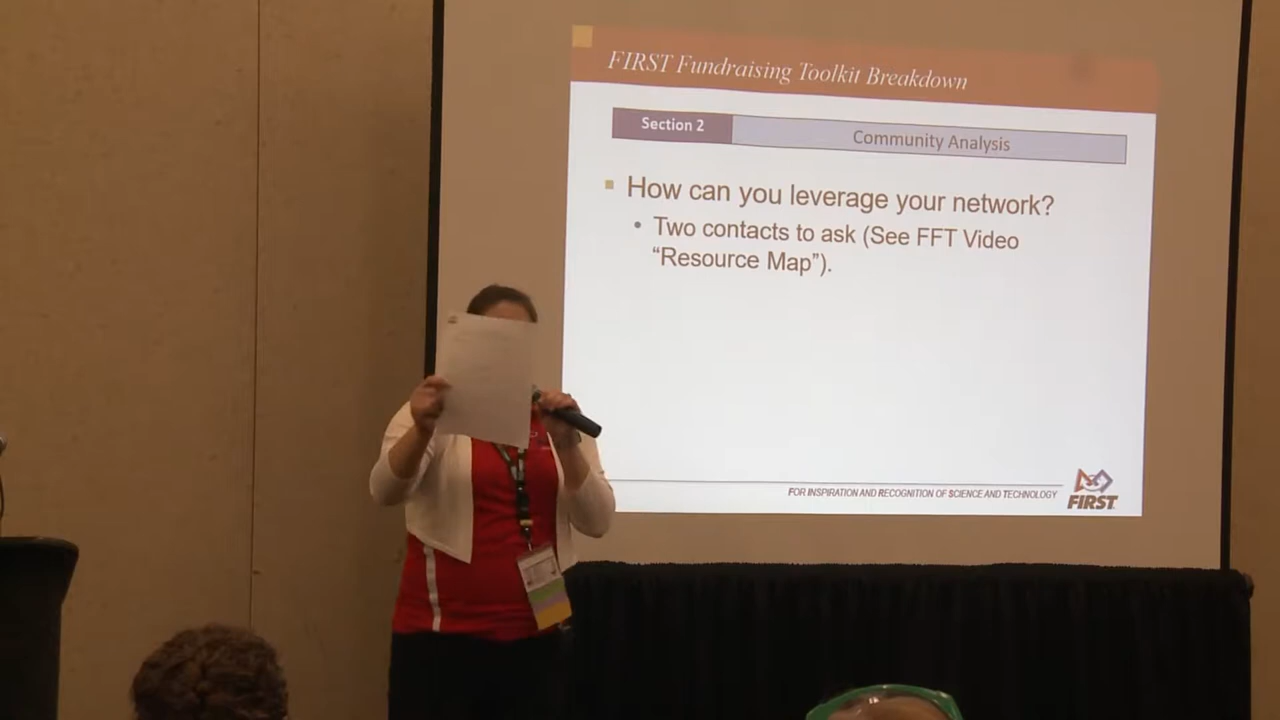 FIRST Fundraising Toolkit Breakdown
Section 2
Community Analysis
How can you leverage your network?
Two contacts to ask (See FFT Video
“Resource Map”).
FOR INSPIRATION AND RECOGNITION OF SCIENCE AND TECHNOLOGY
FIRST